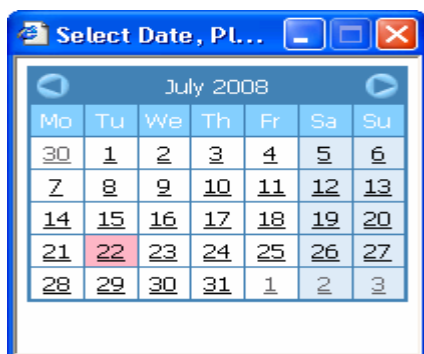 Select Date, Pl...
July 2008
Mo Tu We Th Fr Sa Su
30 1 2 3 4 5 6
7 8 9 10 11 12 13
14 15 16 17 18 19 20
21 22 23 24 25 26 27
28 29 30 31 1 2 3